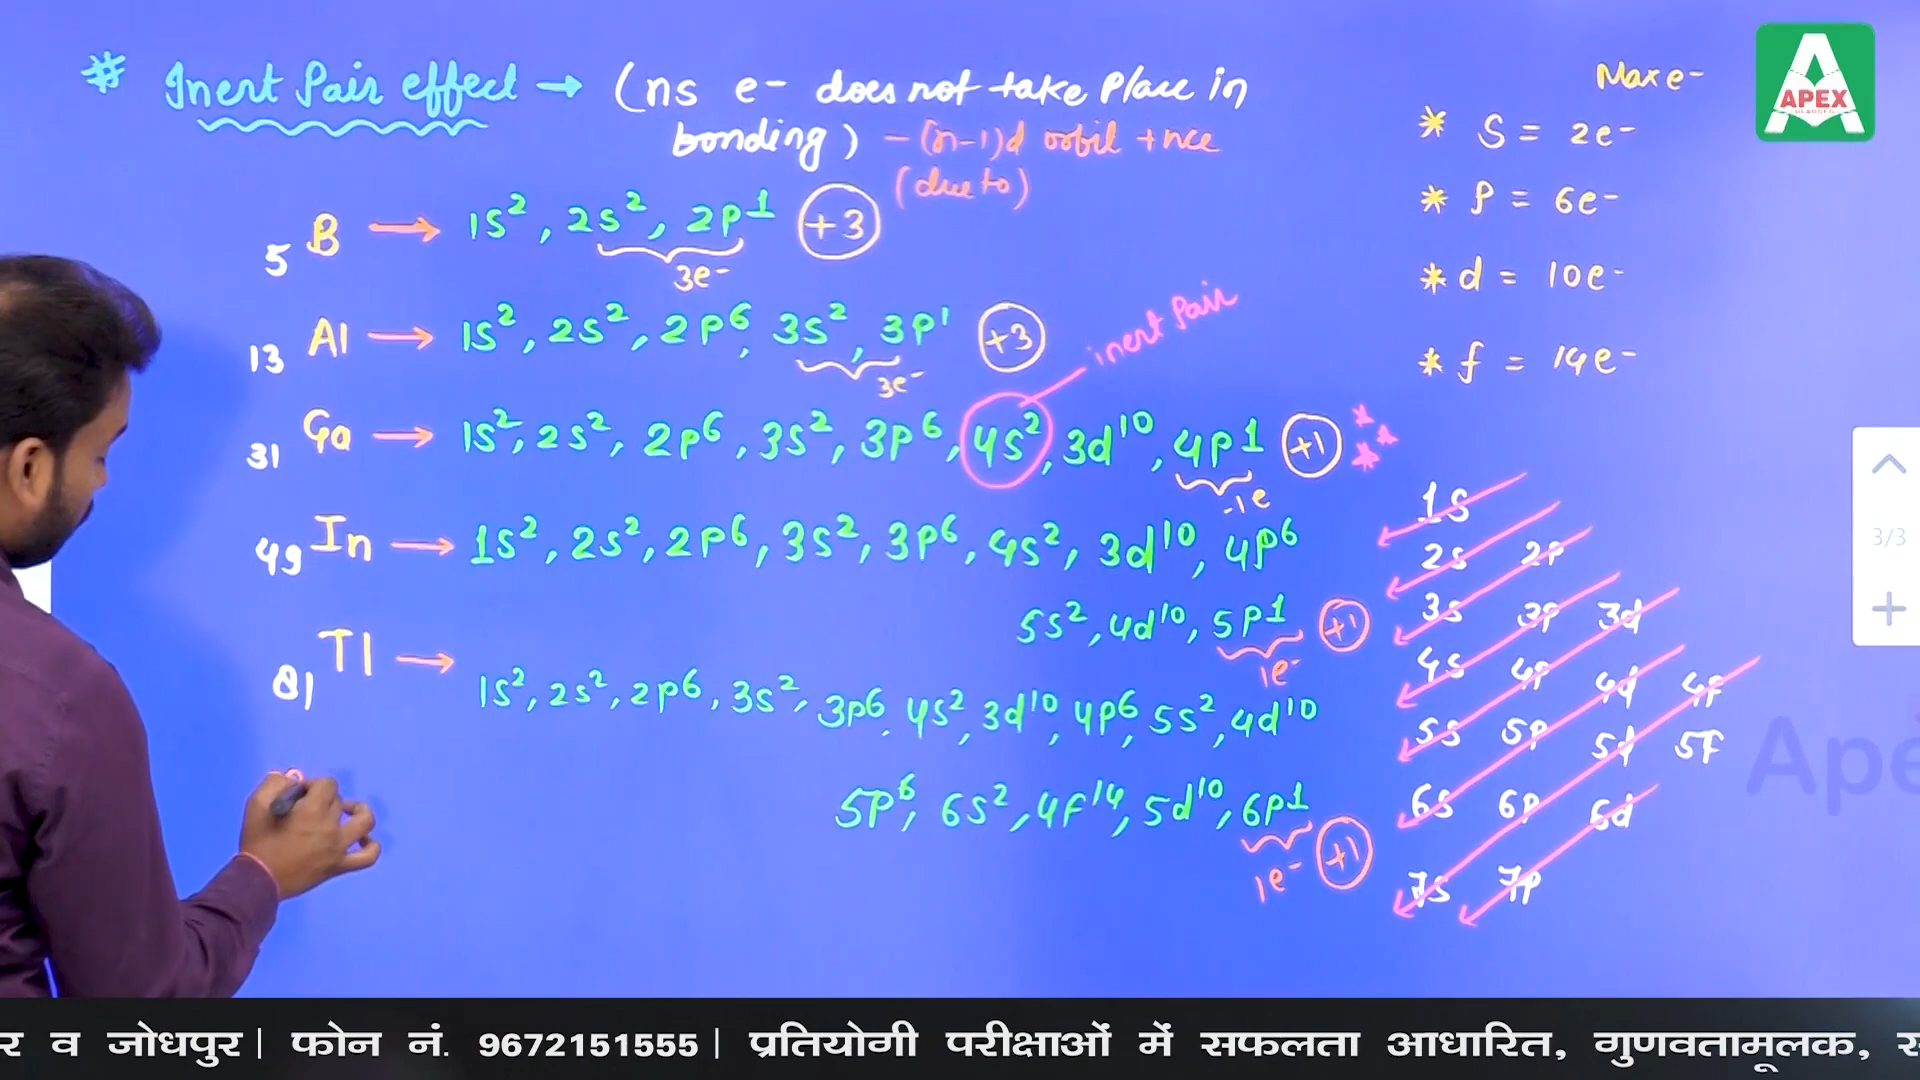 * Inert Pair effect → (ns e- does not take Place in
bonding) - (n-1)d orbil +nce
(due to)
5 B → 1s², 2s², 2p1 +3
3e-
13 Al → 1s², 2s², 2p⁶, 3s², 3p¹ +3
3e-
inert Pair
31 Ga → 1s², 2s², 2p⁶, 3s², 3p⁶, 4s², 3d¹⁰, 4p1 +1
-1e
49 In → 1s², 2s², 2p⁶, 3s², 3p⁶, 4s², 3d¹⁰, 4p⁶
5s², 4d¹⁰, 5p1 +1
1e-
81 Tl → 1s², 2s², 2p⁶, 3s², 3p⁶, 4s², 3d¹⁰, 4p⁶, 5s², 4d¹⁰
5p⁶, 6s², 4f¹⁴, 5d¹⁰, 6p1
1e- +1
Max e-
* S = 2e-
* P = 6e-
* d = 10e-
* f = 14e-
1s
2s 2p
3s 3p 3d
4s 4p 4d 4f
5s 5p 5d 5f
6s 6p 6d
7s 7p
APEX
3/3
Ape
र व जोधपुर| फोन नं. 9672151555| प्रतियोगी परीक्षाओं में सफलता आधारित, गुणवतामूलक,